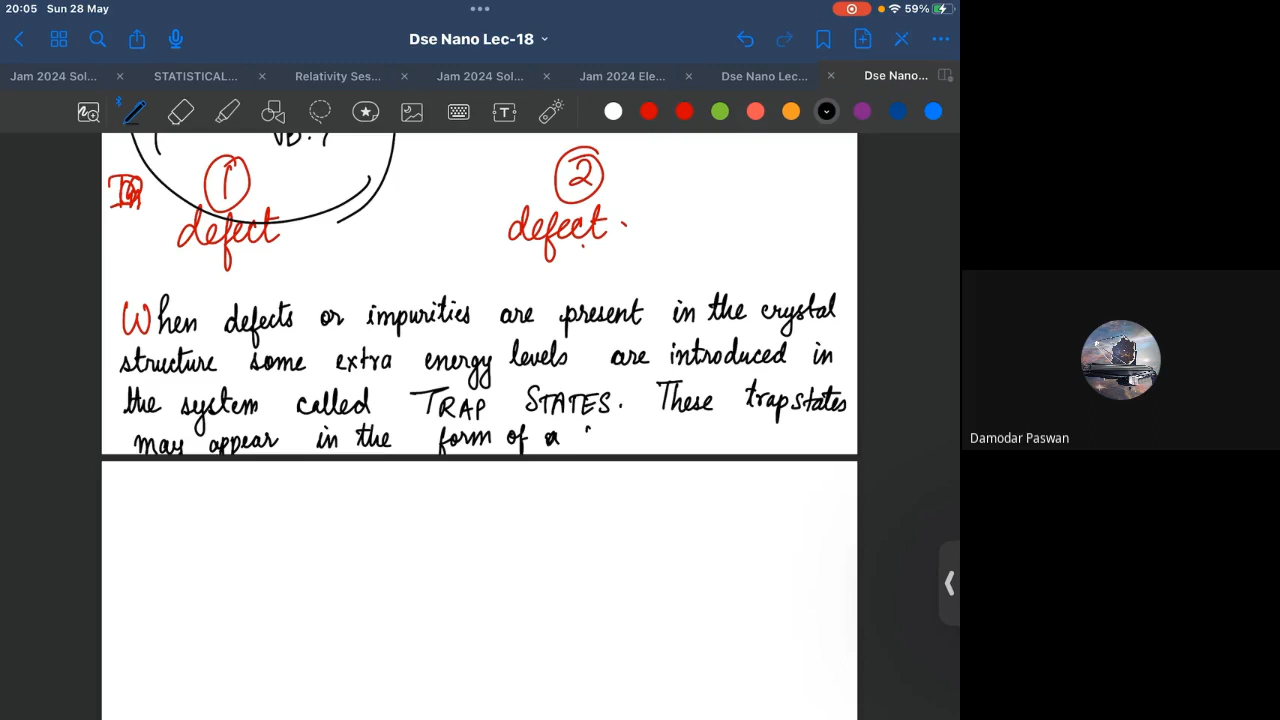 20:05 Sun 28 May
59%
Dse Nano Lec-18
Jam 2024 Sol...
STATISTICAL...
Relativity Ses...
Jam 2024 Sol...
Jam 2024 Ele...
Dse Nano Lec...
Dse Nano...
VB.
1
2
defect
defect.
When defects or impurities are present in the crystal
structure some extra energy levels are introduced in
the system called TRAP STATES. These trapstates
may appear in the form of a
Damodar Paswan